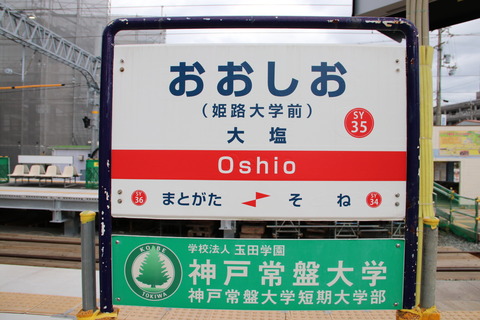 おおしお
(姫路大学前)
大塩
SY
35
Oshio
SY
36
まとがた
そね
SY
34
学校法人 玉田学園
神戸常盤大学
神戸常盤大学短期大学部
KOBE
TOKIWA